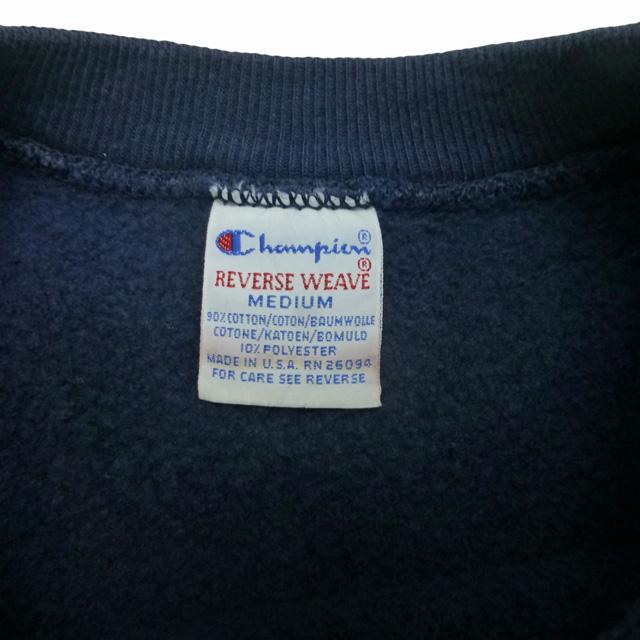 Champion®
REVERSE WEAVE®
MEDIUM
90% COTTON/COTON/BAUMWOLLE
COTONE/KATOEN/BOMULD
10% POLYESTER
MADE IN U.S.A. RN 26094
FOR CARE SEE REVERSE